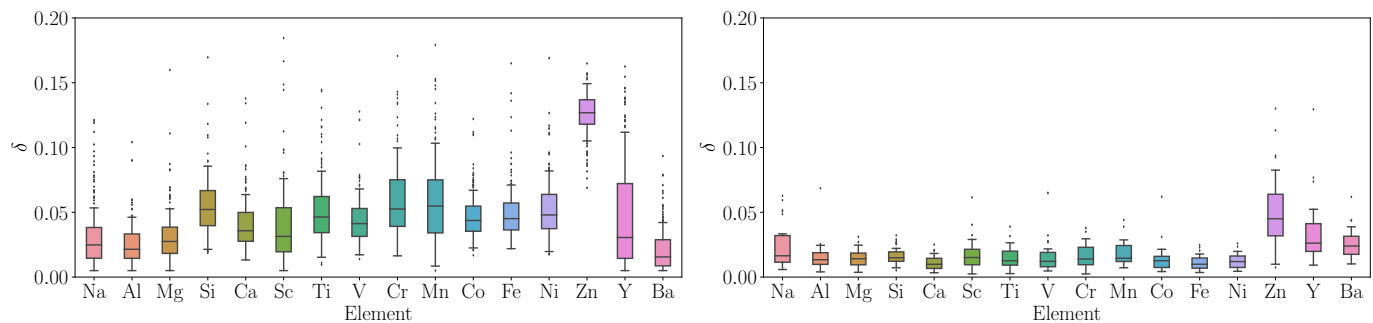 0.20
0.15
0.10
0.05
0.00
δ
Na Al Mg Si Ca Sc Ti V Cr Mn Co Fe Ni Zn Y Ba
Element
0.20
0.15
0.10
0.05
0.00
δ
Na Al Mg Si Ca Sc Ti V Cr Mn Co Fe Ni Zn Y Ba
Element